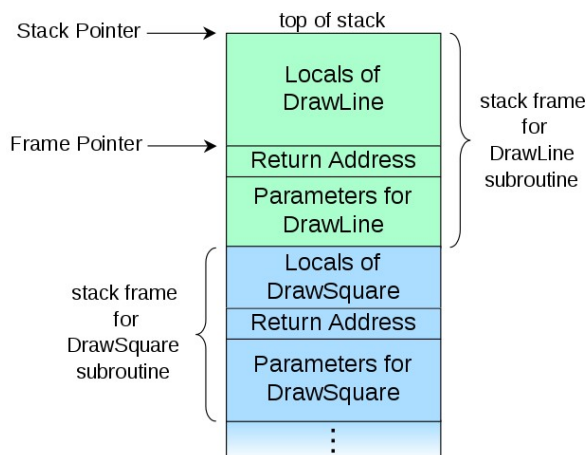 top of stack
Stack Pointer
Locals of
DrawLine
stack frame
for
DrawLine
subroutine
Frame Pointer
Return Address
Parameters for
DrawLine
Locals of
DrawSquare
stack frame
for
DrawSquare
subroutine
Return Address
Parameters for
DrawSquare
⋮